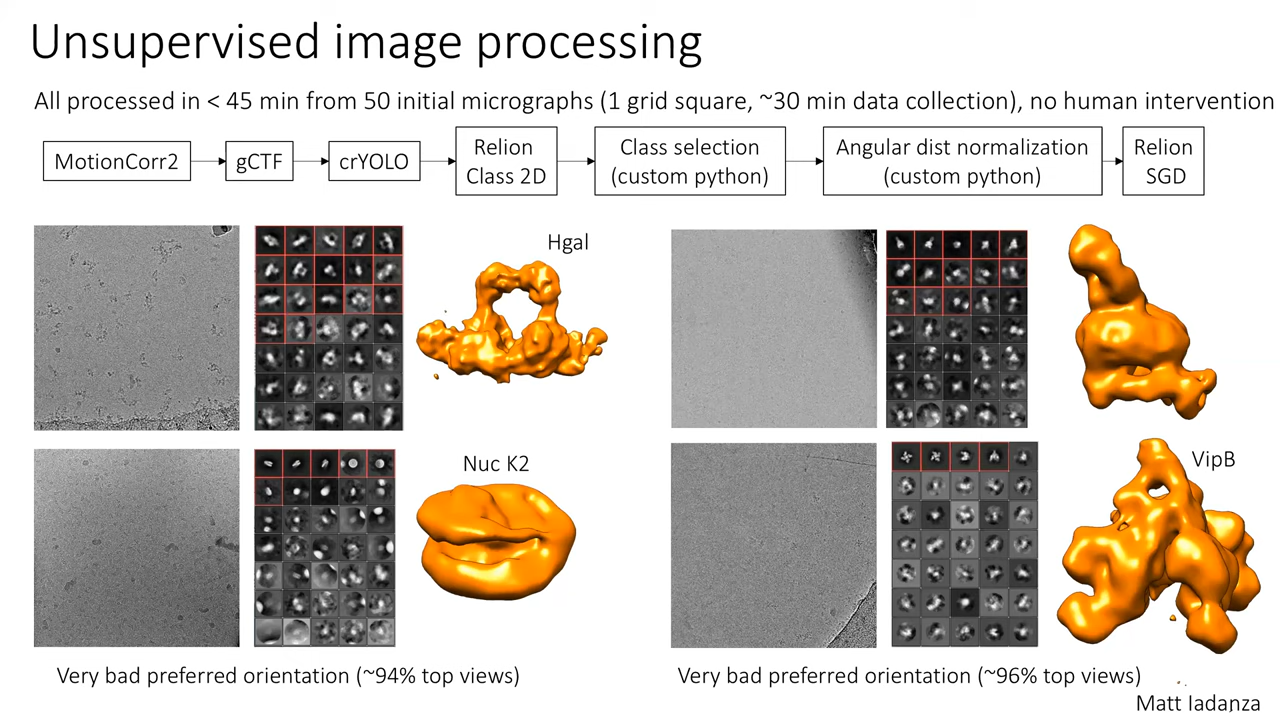 Unsupervised image processing
All processed in < 45 min from 50 initial micrographs (1 grid square, ~30 min data collection), no human intervention
MotionCorr2
gCTF
crYOLO
Relion
Class 2D
Class selection
(custom python)
Angular dist normalization
(custom python)
Relion
SGD
Hgal
Nuc K2
VipB
Very bad preferred orientation (~94% top views)
Very bad preferred orientation (~96% top views)
Matt Iadanza